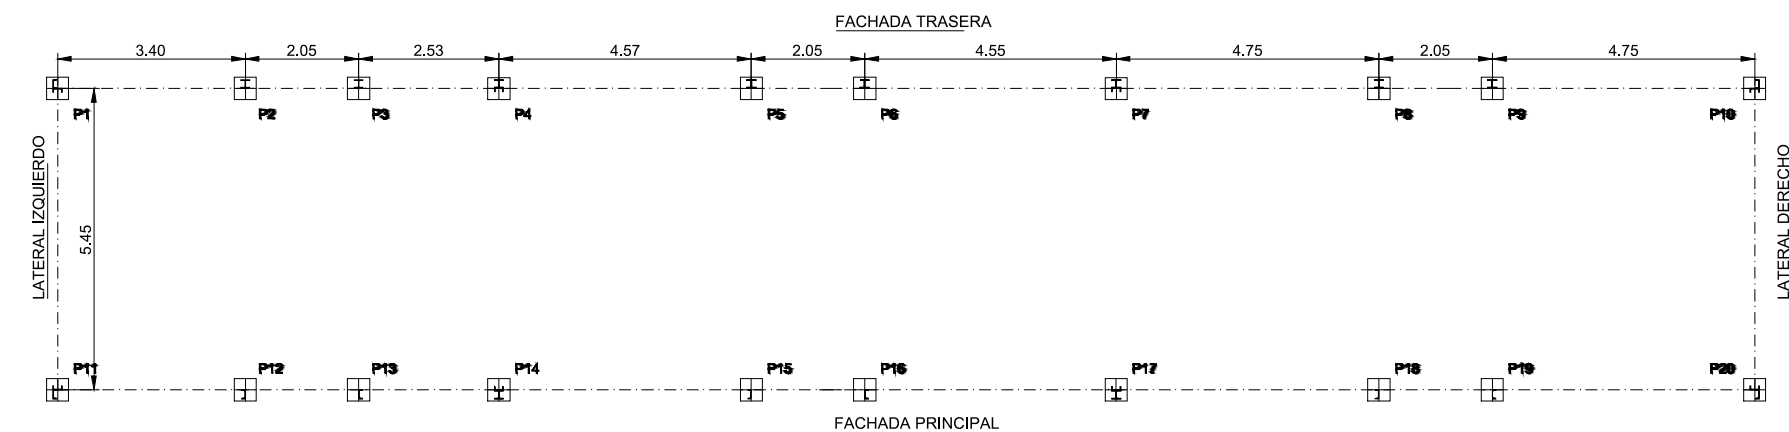 FACHADA TRASERA
3.40 2.05 2.53 4.57 2.05 4.55 4.75 2.05 4.75
P1 P2 P3 P4 P5 P6 P7 P8 P9 P10
LATERAL IZQUIERDO
5.45
LATERAL DERECHO
P11 P12 P13 P14 P15 P16 P17 P18 P19 P20
FACHADA PRINCIPAL